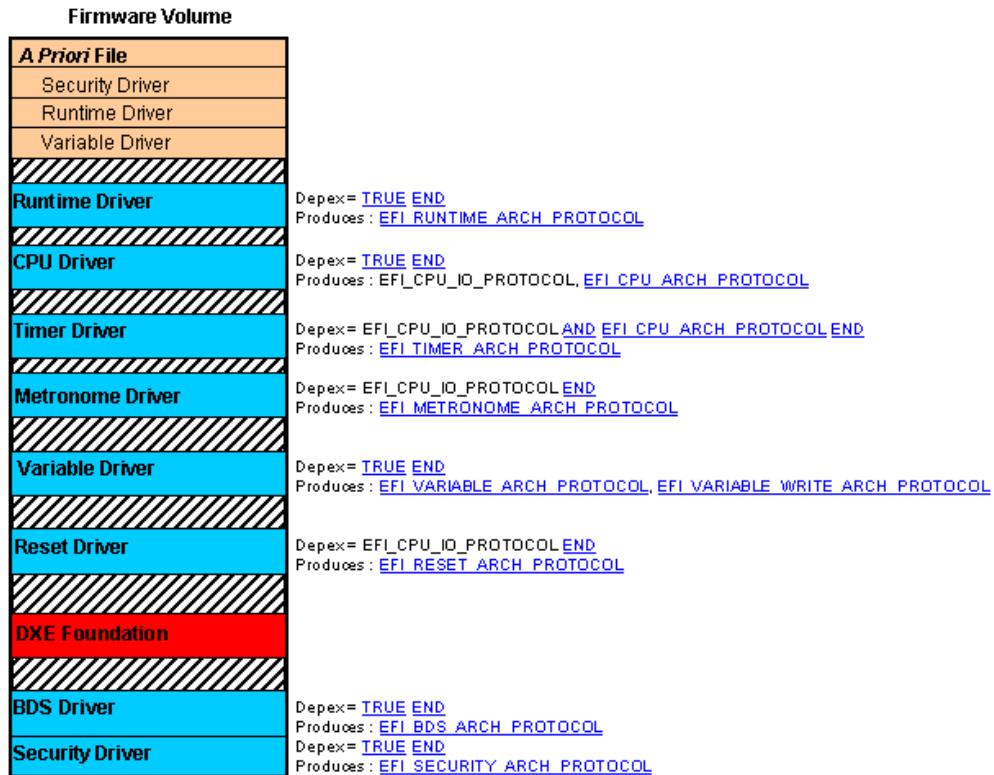 Firmware Volume
A Priori File
Security Driver
Runtime Driver
Variable Driver
Runtime Driver
Depex= TRUE END
Produces : EFI_RUNTIME_ARCH_PROTOCOL
CPU Driver
Depex= TRUE END
Produces : EFI_CPU_IO_PROTOCOL, EFI_CPU_ARCH_PROTOCOL
Timer Driver
Depex= EFI_CPU_IO_PROTOCOL AND EFI_CPU_ARCH_PROTOCOL END
Produces : EFI_TIMER_ARCH_PROTOCOL
Metronome Driver
Depex= EFI_CPU_IO_PROTOCOL END
Produces : EFI_METRONOME_ARCH_PROTOCOL
Variable Driver
Depex= TRUE END
Produces : EFI_VARIABLE_ARCH_PROTOCOL, EFI_VARIABLE_WRITE_ARCH_PROTOCOL
Reset Driver
Depex= EFI_CPU_IO_PROTOCOL END
Produces : EFI_RESET_ARCH_PROTOCOL
DXE Foundation
BDS Driver
Depex= TRUE END
Produces : EFI_BDS_ARCH_PROTOCOL
Security Driver
Depex= TRUE END
Produces : EFI_SECURITY_ARCH_PROTOCOL